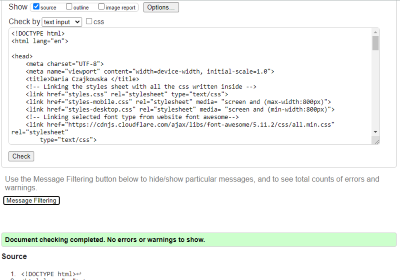 Show source outline image report Options...
Check by text input css
<!DOCTYPE html>
<html lang="en">
<head>
<meta charset="UTF-8">
<meta name="viewport" content="width=device-width, initial-scale=1.0">
<title>Daria Czajkowska </title>
<!-- Linking the styles sheet with all the css written inside -->
<link href="styles.css" rel="stylesheet" type="text/css">
<link href="styles-mobile.css" rel="stylesheet" media= "screen and (max-width:800px)">
<link href="styles-desktop.css" rel="stylesheet" media= "screen and (min-width:800px)">
<!-- Linking selected font type from website font awesome-->
<link href="https://cdnjs.cloudflare.com/ajax/libs/font-awesome/5.11.2/css/all.min.css"
rel="stylesheet"
type="text/css">
Check
Use the Message Filtering button below to hide/show particular messages, and to see total counts of errors and
warnings.
Message Filtering
Document checking completed. No errors or warnings to show.
Source
1. <!DOCTYPE html>↩